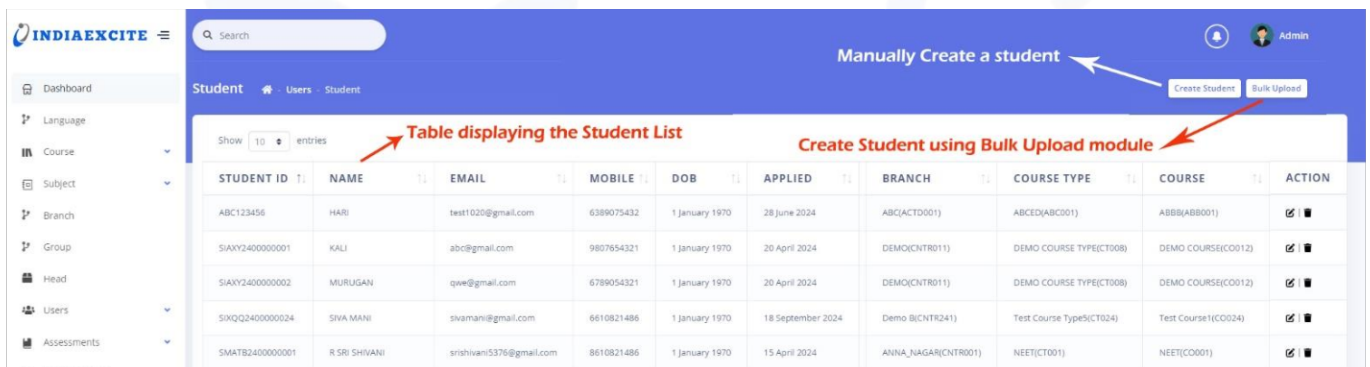 INDIAEXCITE
Search
Admin
Manually Create a student
Dashboard
Student - Users - Student
Create Student Bulk Upload
Language
Show 10 entries
Table displaying the Student List
Create Student using Bulk Upload module
Course
STUDENT ID NAME EMAIL MOBILE DOB APPLIED BRANCH COURSE TYPE COURSE ACTION
Subject
ABC123456 HARI test1020@gmail.com 6389075432 1 January 1970 28 June 2024 ABC(ACTD001) ABCED(ABC001) ABBB(ABB001) |
Branch
SIAXY2400000001 KALI abc@gmail.com 9807654321 1 January 1970 20 April 2024 DEMO(CNTR011) DEMO COURSE TYPE(CT008) DEMO COURSE(CO012) |
Group
SIAXY2400000002 MURUGAN qwe@gmail.com 6789054321 1 January 1970 20 April 2024 DEMO(CNTR011) DEMO COURSE TYPE(CT008) DEMO COURSE(CO012) |
Head
Users
SIXQQ2400000024 SIVA MANI sivamani@gmail.com 6610821486 1 January 1970 18 September 2024 Demo B(CNTR241) Test Course Type5(CT024) Test Course1(CO024) |
Assessments
SMATB2400000001 R SRI SHIVANI srishivani5376@gmail.com 8610821486 1 January 1970 15 April 2024 ANNA_NAGAR(CNTR001) NEET(CT001) NEET(CO001) |